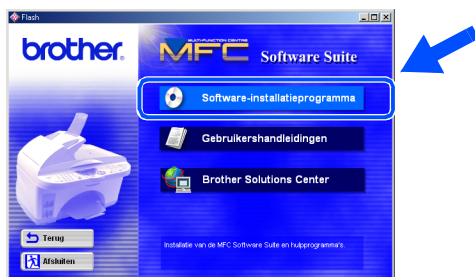 Flash
brother.
MULTI-FUNCTION CENTRE
MFC Software Suite
Software-installatieprogramma
Gebruikershandleidingen
Brother Solutions Center
Terug
Afsluiten
Installatie van de MFC Software Suite en hulpprogramma's.